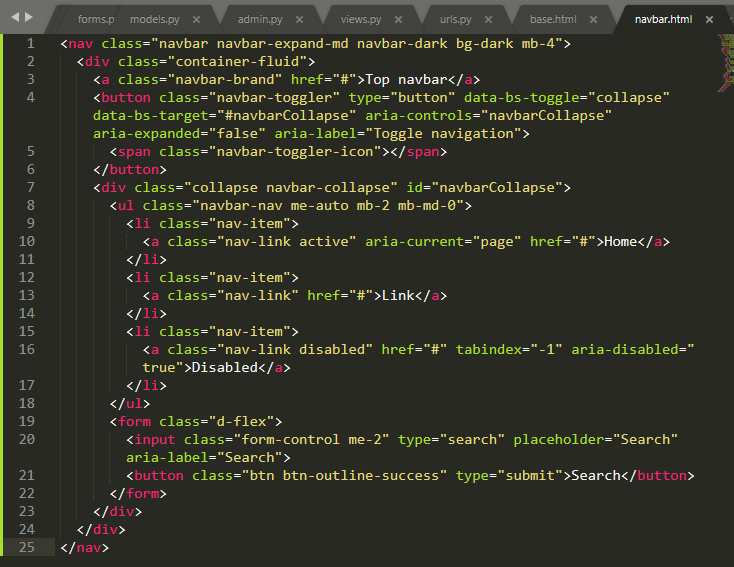 forms.p models.py × admin.py × views.py × urls.py × base.html × navbar.html ×
1 <nav class="navbar navbar-expand-md navbar-dark bg-dark mb-4">
2 <div class="container-fluid">
3 <a class="navbar-brand" href="#">Top navbar</a>
4 <button class="navbar-toggler" type="button" data-bs-toggle="collapse"
data-bs-target="#navbarCollapse" aria-controls="navbarCollapse"
aria-expanded="false" aria-label="Toggle navigation">
5 <span class="navbar-toggler-icon"></span>
6 </button>
7 <div class="collapse navbar-collapse" id="navbarCollapse">
8 <ul class="navbar-nav me-auto mb-2 mb-md-0">
9 <li class="nav-item">
10 <a class="nav-link active" aria-current="page" href="#">Home</a>
11 </li>
12 <li class="nav-item">
13 <a class="nav-link" href="#">Link</a>
14 </li>
15 <li class="nav-item">
16 <a class="nav-link disabled" href="#" tabindex="-1" aria-disabled="
true">Disabled</a>
17 </li>
18 </ul>
19 <form class="d-flex">
20 <input class="form-control me-2" type="search" placeholder="Search"
aria-label="Search">
21 <button class="btn btn-outline-success" type="submit">Search</button>
22 </form>
23 </div>
24 </div>
25 </nav>